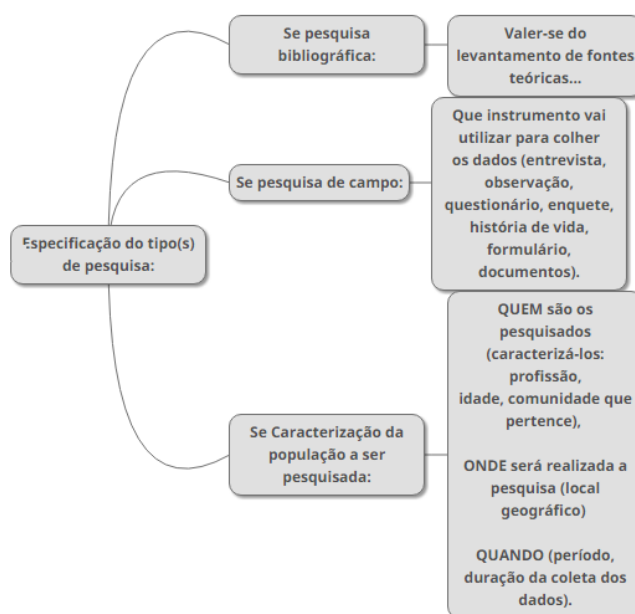 Especificação do tipo(s)
de pesquisa:
Se pesquisa
bibliográfica:
Valer-se do
levantamento de fontes
teóricas...
Se pesquisa de campo:
Que instrumento vai
utilizar para colher
os dados (entrevista,
observação,
questionário, enquete,
história de vida,
formulário,
documentos).
Se Caracterização da
população a ser
pesquisada:
QUEM são os
pesquisados
(caracterizá-los:
profissão,
idade, comunidade que
pertence),
ONDE será realizada a
pesquisa (local
geográfico)
QUANDO (período,
duração da coleta dos
dados).